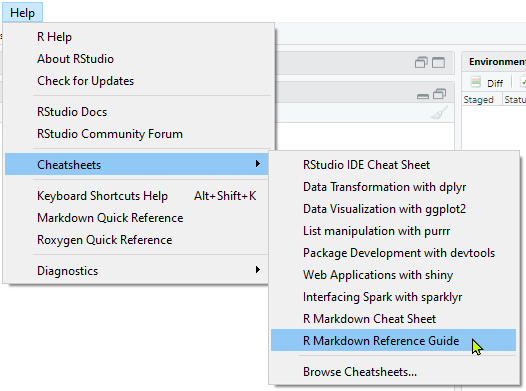 Help
R Help
About RStudio
Check for Updates
RStudio Docs
RStudio Community Forum
Cheatsheets
Keyboard Shortcuts Help Alt+Shift+K
Markdown Quick Reference
Roxygen Quick Reference
Diagnostics
Environmen
Diff
Staged Statu
RStudio IDE Cheat Sheet
Data Transformation with dplyr
Data Visualization with ggplot2
List manipulation with purrr
Package Development with devtools
Web Applications with shiny
Interfacing Spark with sparklyr
R Markdown Cheat Sheet
R Markdown Reference Guide
Browse Cheatsheets...